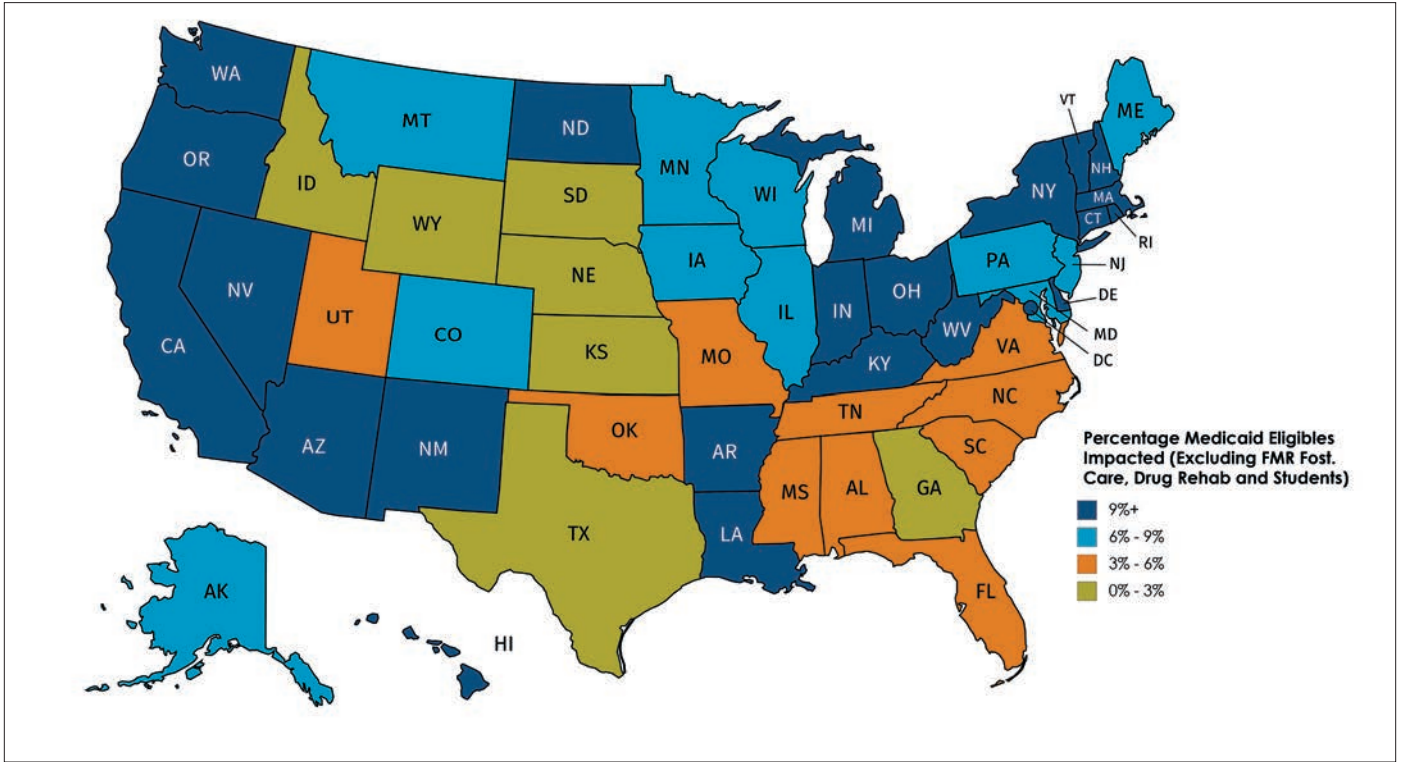 WA
OR
CA
NV
ID
MT
WY
UT
AZ
CO
NM
ND
SD
NE
KS
OK
TX
MN
IA
MO
AR
LA
WI
IL
MI
IN
OH
KY
WV
TN
MS
AL
GA
FL
SC
NC
VA
PA
NY
VT
NH
ME
MA
CT
RI
NJ
DE
MD
DC
AK
HI
Percentage Medicaid Eligibles
Impacted (Excluding FMR Fost.
Care, Drug Rehab and Students)
9%+
6% - 9%
3% - 6%
0% - 3%